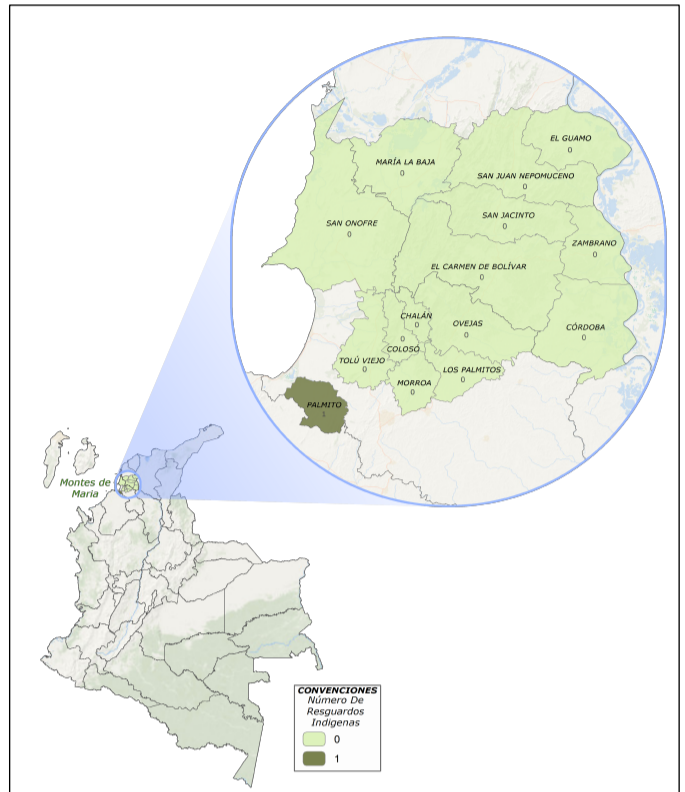 EL GUAMO
0
MARÍA LA BAJA
0
SAN JUAN NEPOMUCENO
0
SAN ONOFRE
0
SAN JACINTO
0
ZAMBRANO
0
EL CARMEN DE BOLÍVAR
0
CHALÁN
0
OVEJAS
0
CÓRDOBA
0
0
COLOSÓ
TOLÚ VIEJO
0
LOS PALMITOS
0
MORROA
0
PALMITO
1
Montes de
Maria
CONVENCIONES
Número De
Resguardos
Indigenas
0
1